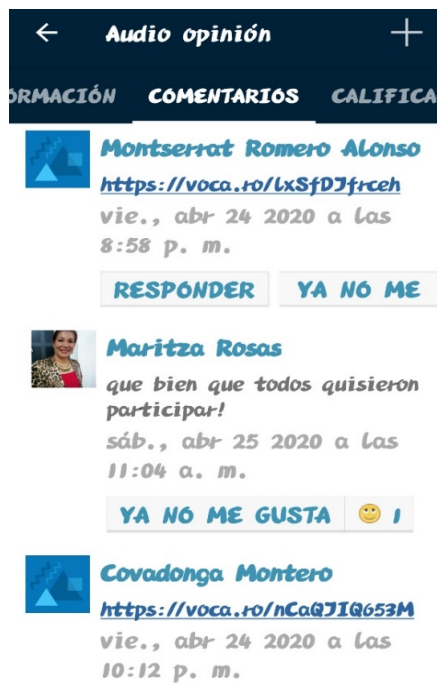 Audio opinión
ORMACIÓN COMENTARIOS CALIFICA
Montserrat Romero Alonso
https://voca.ro/lxSfDJfrceh
vie., abr 24 2020 a las
8:58 p. m.
RESPONDER YA NO ME
Maritza Rosas
que bien que todos quisieron
participar!
sáb., abr 25 2020 a las
11:04 a. m.
YA NO ME GUSTA 1
Covadonga Montero
https://voca.ro/nCaQJIQ653M
vie., abr 24 2020 a las
10:12 p. m.